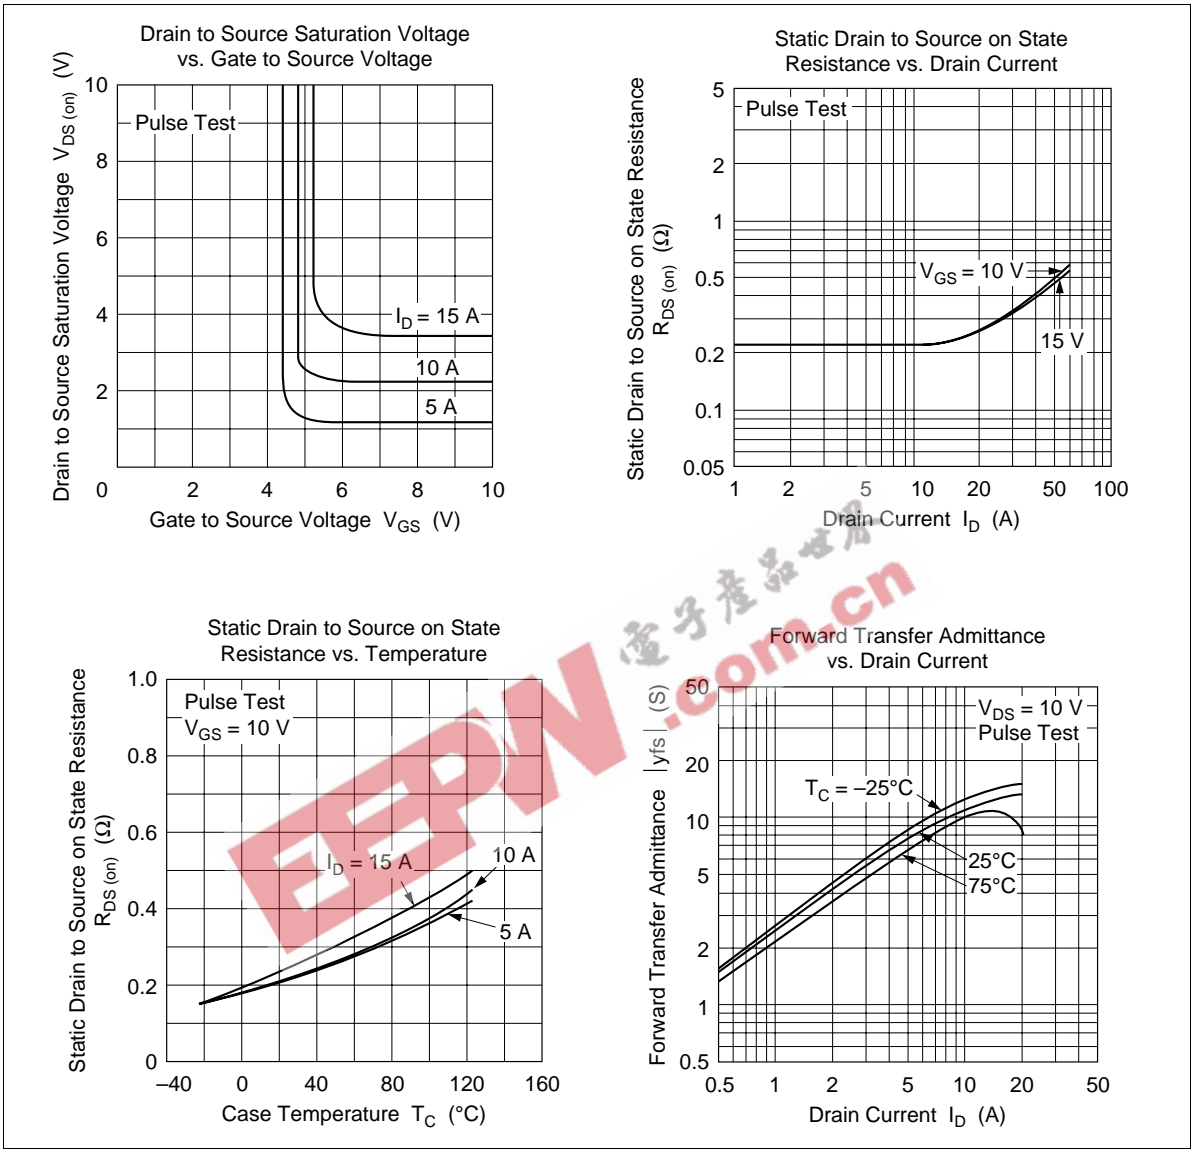 Drain to Source Saturation Voltage
vs. Gate to Source Voltage
Drain to Source Saturation Voltage V_DS (on) (V)
10
8
6
4
2
0
Pulse Test
I_D = 15 A
10 A
5 A
2
4
6
8
10
Gate to Source Voltage V_GS (V)
Static Drain to Source on State
Resistance vs. Drain Current
Static Drain to Source on State Resistance
R_DS (on) (Ω)
5
2
1
0.5
0.2
0.1
0.05
Pulse Test
V_GS = 10 V
15 V
1
2
5
10
20
50
100
Drain Current I_D (A)
Static Drain to Source on State
Resistance vs. Temperature
Static Drain to Source on State Resistance
R_DS (on) (Ω)
1.0
0.8
0.6
0.4
0.2
0
Pulse Test
V_GS = 10 V
I_D = 15 A
10 A
5 A
–40
0
40
80
120
160
Case Temperature T_C (°C)
Forward Transfer Admittance
vs. Drain Current
Forward Transfer Admittance |yfs| (S)
50
20
10
5
2
1
0.5
V_DS = 10 V
Pulse Test
T_C = –25°C
25°C
75°C
0.5
1
2
5
10
20
50
Drain Current I_D (A)
EEPW
.com.cn
電子產品世界